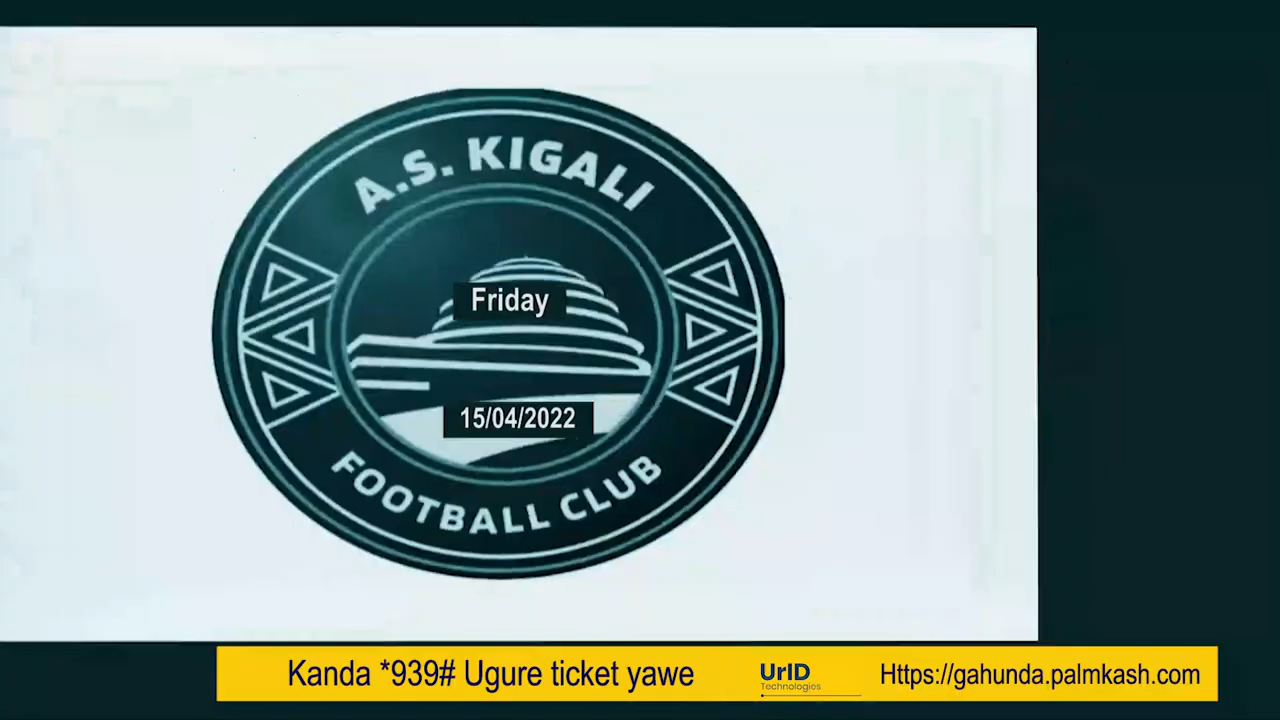 A.S. KIGALI
Friday
15/04/2022
FOOTBALL CLUB
Kanda *939# Ugure ticket yawe
UrID
Technologies
Https://gahunda.palmkash.com